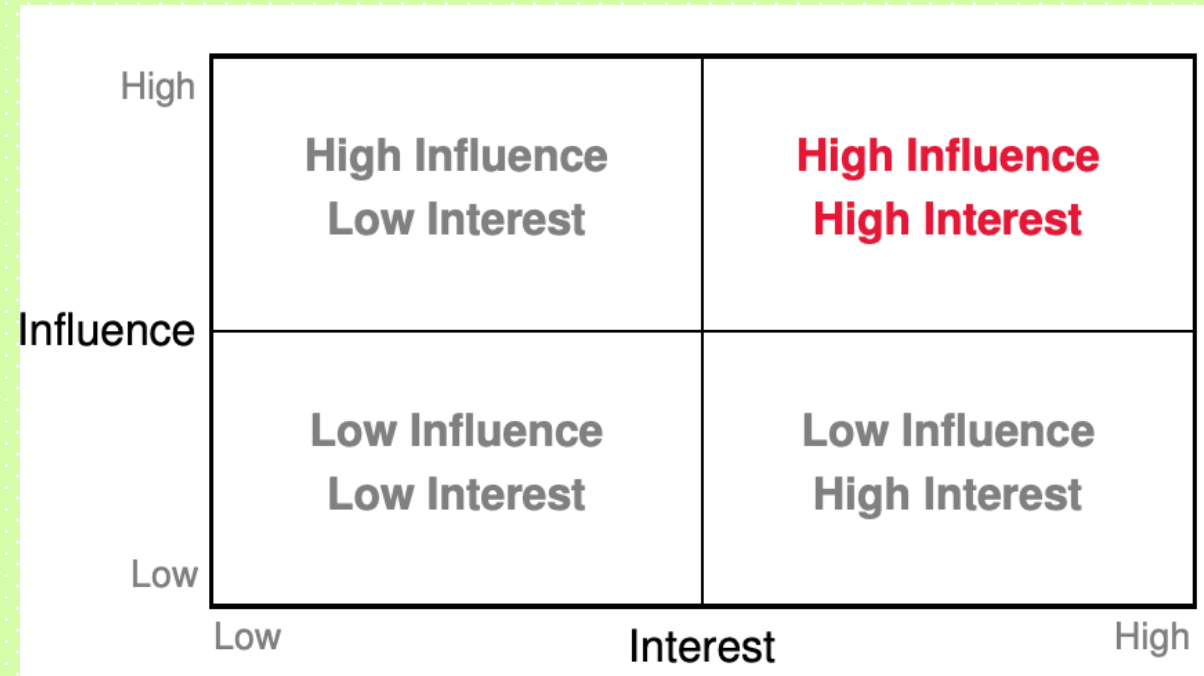 High
High Influence
Low Interest
High Influence
High Interest
Influence
Low Influence
Low Interest
Low Influence
High Interest
Low
Low
Interest
High